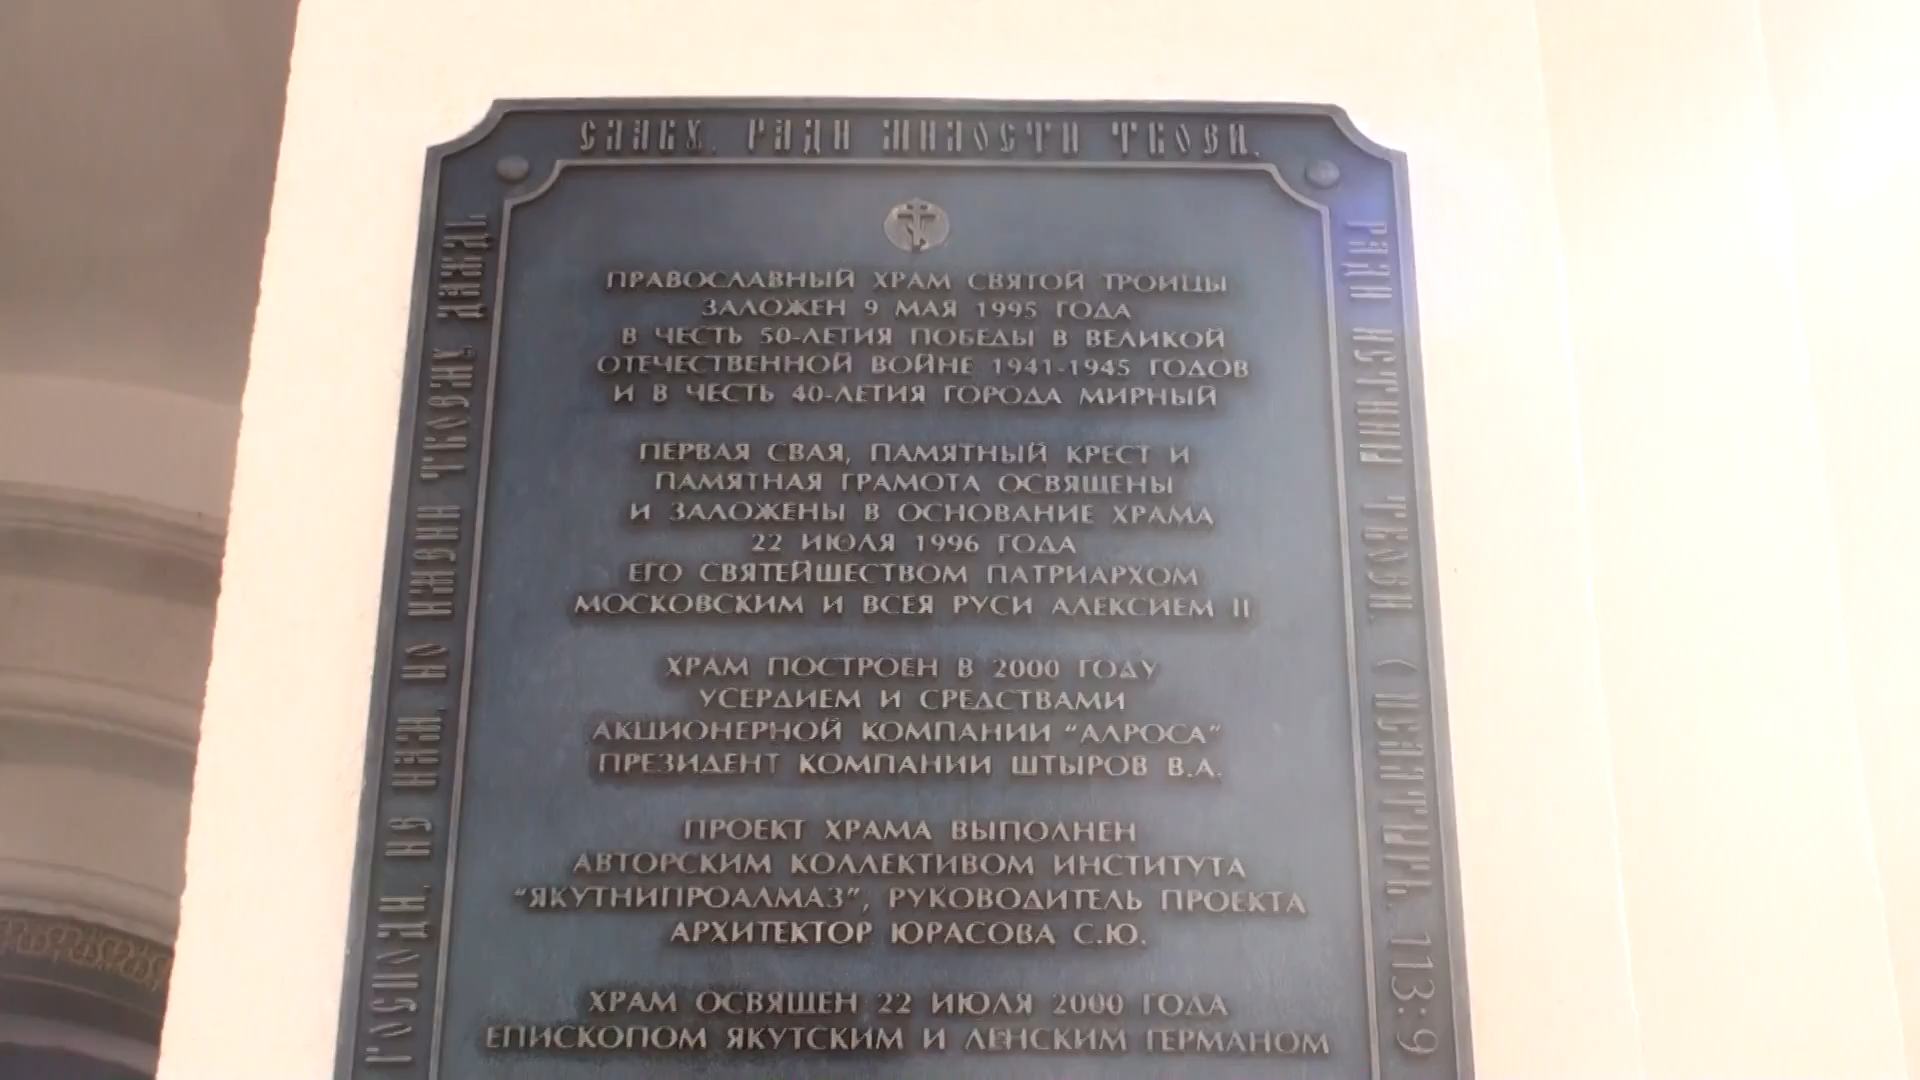 ГОСПОДИ, НЕ НАМ, НО ИМЕНИ ТВОЕМУ ДАЖДЬ
СЛАВУ, РАДИ МИЛОСТИ ТВОЕИ,
РАДИ ИСТИНЫ ТВОЕИ. (ПСАЛТЫРЬ. 113:9
ПРАВОСЛАВНЫЙ ХРАМ СВЯТОЙ ТРОИЦЫ
ЗАЛОЖЕН 9 МАЯ 1995 ГОДА
В ЧЕСТЬ 50-ЛЕТИЯ ПОБЕДЫ В ВЕЛИКОЙ
ОТЕЧЕСТВЕННОЙ ВОЙНЕ 1941-1945 ГОДОВ
И В ЧЕСТЬ 40-ЛЕТИЯ ГОРОДА МИРНЫЙ
ПЕРВАЯ СВАЯ, ПАМЯТНЫЙ КРЕСТ И
ПАМЯТНАЯ ГРАМОТА ОСВЯЩЕНЫ
И ЗАЛОЖЕНЫ В ОСНОВАНИЕ ХРАМА
22 ИЮЛЯ 1996 ГОДА
ЕГО СВЯТЕЙШЕСТВОМ ПАТРИАРХОМ
МОСКОВСКИМ И ВСЕЯ РУСИ АЛЕКСИЕМ II
ХРАМ ПОСТРОЕН В 2000 ГОДУ
УСЕРДИЕМ И СРЕДСТВАМИ
АКЦИОНЕРНОЙ КОМПАНИИ “АЛРОСА”
ПРЕЗИДЕНТ КОМПАНИИ ШТЫРОВ В.А.
ПРОЕКТ ХРАМА ВЫПОЛНЕН
АВТОРСКИМ КОЛЛЕКТИВОМ ИНСТИТУТА
“ЯКУТНИПРОАЛМАЗ”, РУКОВОДИТЕЛЬ ПРОЕКТА
АРХИТЕКТОР ЮРАСОВА С.Ю.
ХРАМ ОСВЯЩЕН 22 ИЮЛЯ 2000 ГОДА
ЕПИСКОПОМ ЯКУТСКИМ И ЛЕНСКИМ ГЕРМАНОМ